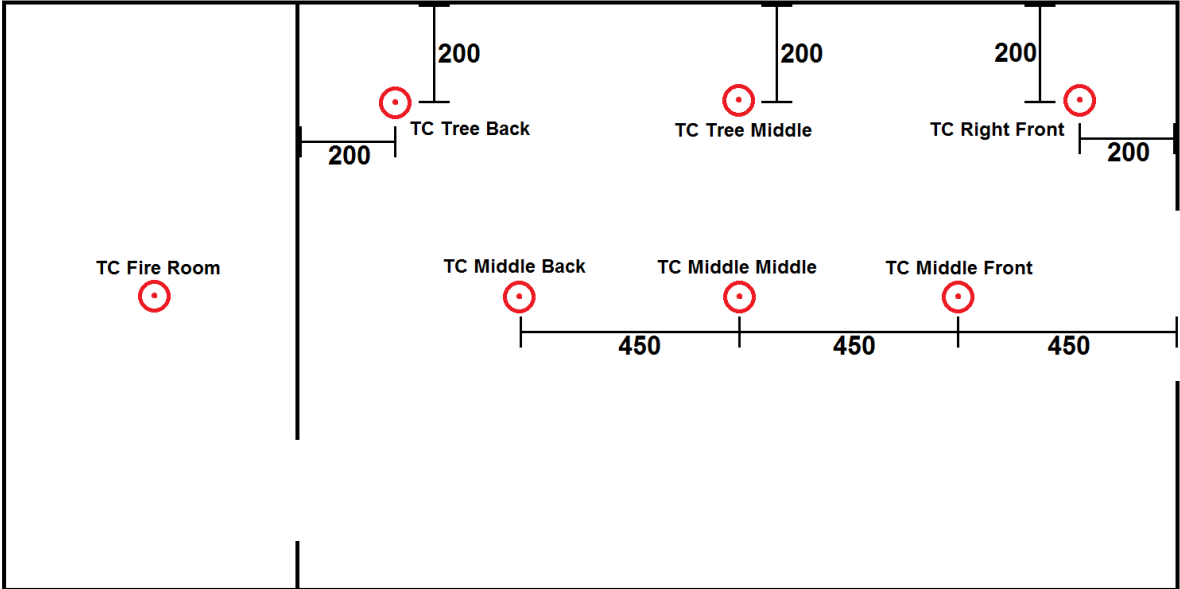 200
200
200
TC Tree Back
TC Tree Middle
TC Right Front
200
200
TC Fire Room
TC Middle Back
TC Middle Middle
TC Middle Front
450
450
450